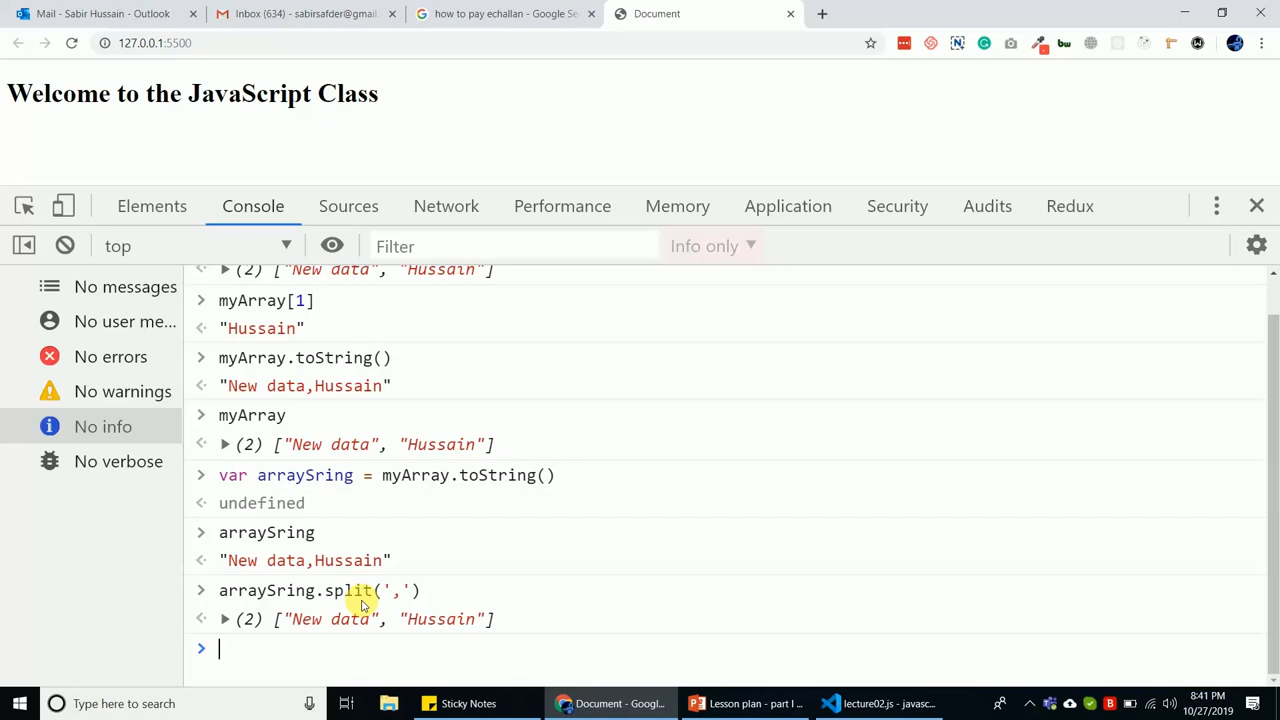 Mail - Sabir Hussain - Outlook
Inbox (634) - sabirsafder@gmail.
how to pay echallan - Google Se
Document
127.0.0.1:5500
Welcome to the JavaScript Class
Elements Console Sources Network Performance Memory Application Security Audits Redux
top Filter Info only
No messages
No user me...
No errors
No warnings
No info
No verbose
(2) ["New data", "Hussain"]
myArray[1]
"Hussain"
myArray.toString()
"New data,Hussain"
myArray
(2) ["New data", "Hussain"]
var arraySring = myArray.toString()
undefined
arraySring
"New data,Hussain"
arraySring.split(',')
(2) ["New data", "Hussain"]
Type here to search
Sticky Notes
Document - Googl...
Lesson plan - part I ...
lecture02.js - javasc...
8:41 PM
10/27/2019